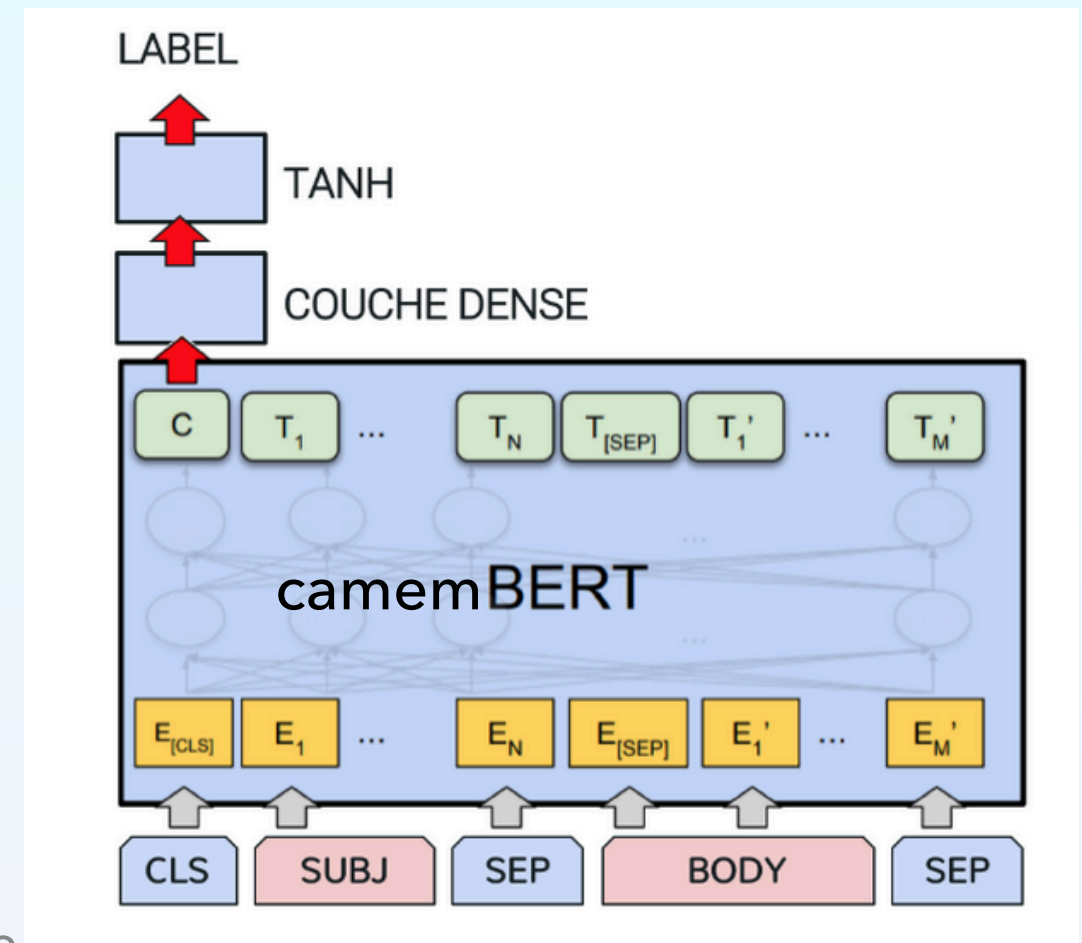 LABEL
TANH
COUCHE DENSE
C T1 ... TN T[SEP] T1’ ... TM’
...
camemBERT
...
E[CLS] E1 ... EN E[SEP] E1’ ... EM’
CLS SUBJ SEP BODY SEP